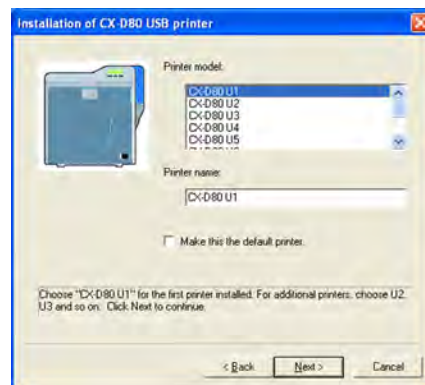 Installation of CX-D80 USB printer
Printer model:
CX-D80 U1
CX-D80 U2
CX-D80 U3
CX-D80 U4
CX-D80 U5
Printer name:
CX-D80 U1
Make this the default printer.
Choose "CX-D80 U1" for the first printer installed. For additional printers, choose U2,
U3 and so on. Click Next to continue.
< Back Next > Cancel